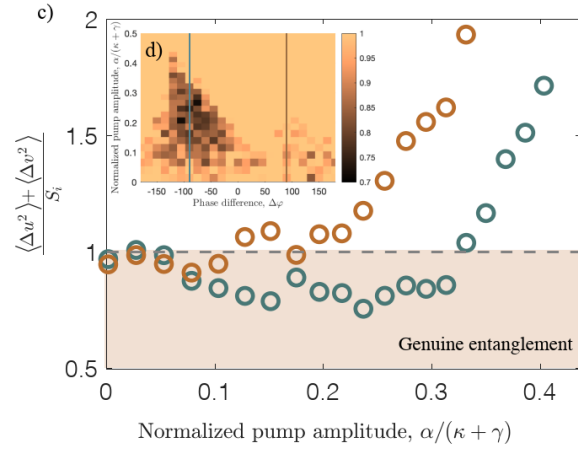 c)
2
1.5
1
0.5
⟨Δu²⟩+⟨Δv²⟩
S_i
d)
Normalized pump amplitude, α/(κ + γ)
0.5
0.4
0.3
0.2
0.1
0
-150 -100 -50 0 50 100 150
Phase difference, Δφ
1
0.95
0.9
0.85
0.8
0.75
0.7
Genuine entanglement
0 0.1 0.2 0.3 0.4
Normalized pump amplitude, α/(κ + γ)